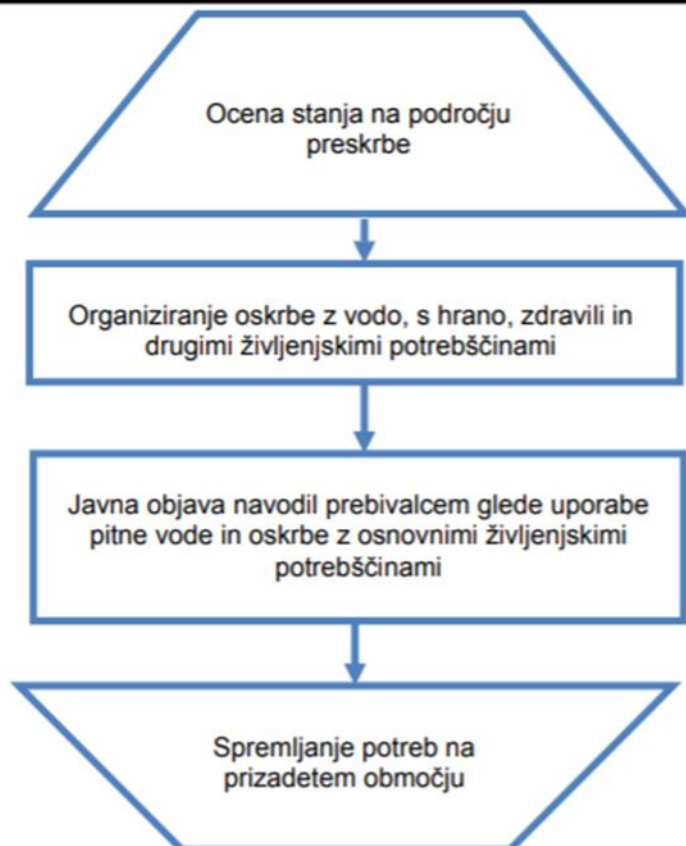 Ocena stanja na področju
preskrbe
Organiziranje oskrbe z vodo, s hrano, zdravili in
drugimi življenjskimi potrebščinami
Javna objava navodil prebivalcem glede uporabe
pitne vode in oskrbe z osnovnimi življenjskimi
potrebščinami
Spremljanje potreb na
prizadetem območju